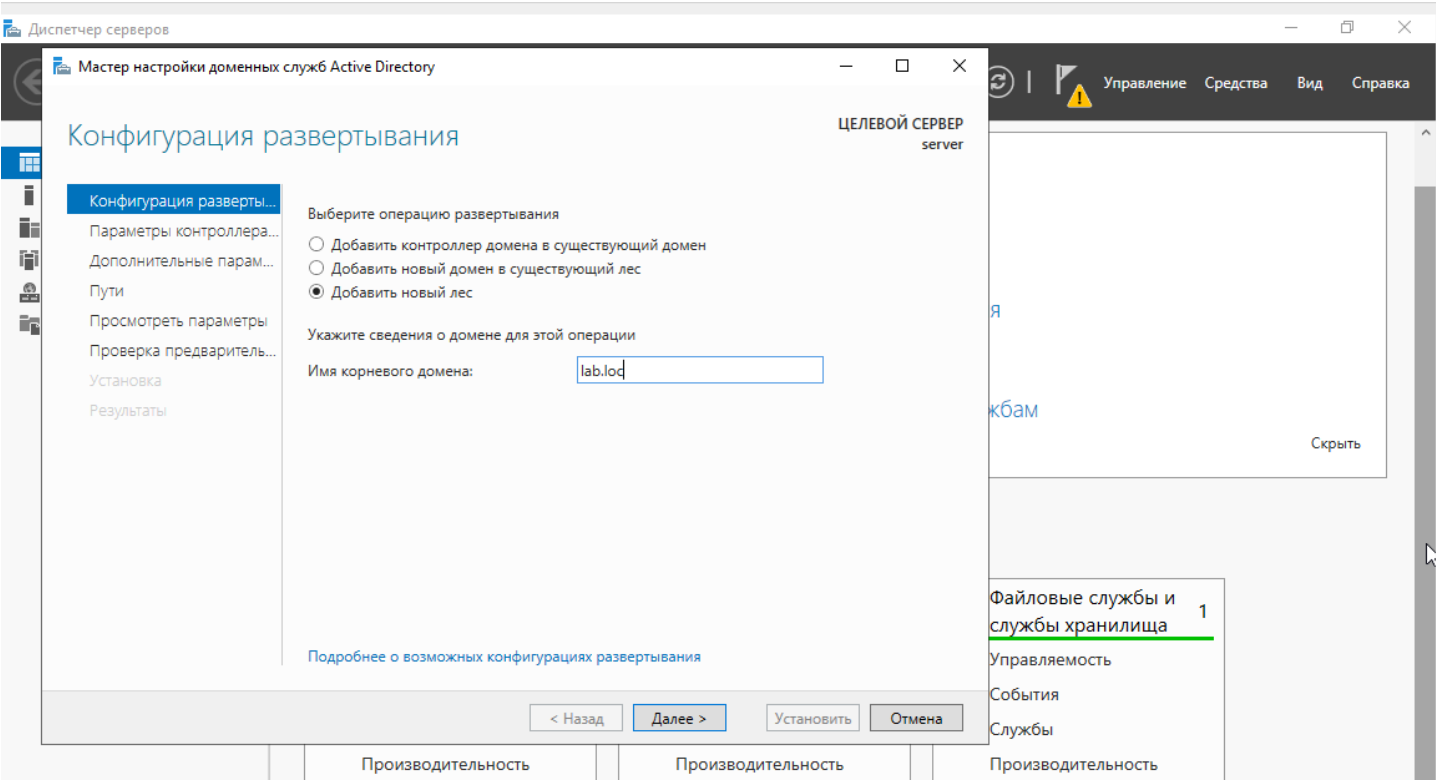 Диспетчер серверов
Мастер настройки доменных служб Active Directory
Управление Средства Вид Справка
Конфигурация развертывания
ЦЕЛЕВОЙ СЕРВЕР
server
Конфигурация разверты...
Параметры контроллера...
Дополнительные парам...
Пути
Просмотреть параметры
Проверка предваритель...
Установка
Результаты
Выберите операцию развертывания
Добавить контроллер домена в существующий домен
Добавить новый домен в существующий лес
Добавить новый лес
Укажите сведения о домене для этой операции
Имя корневого домена: lab.loc
Подробнее о возможных конфигурациях развертывания
< Назад Далее > Установить Отмена
я
жбам
Скрыть
Файловые службы и
службы хранилища
1
Управляемость
События
Службы
Производительность Производительность Производительность